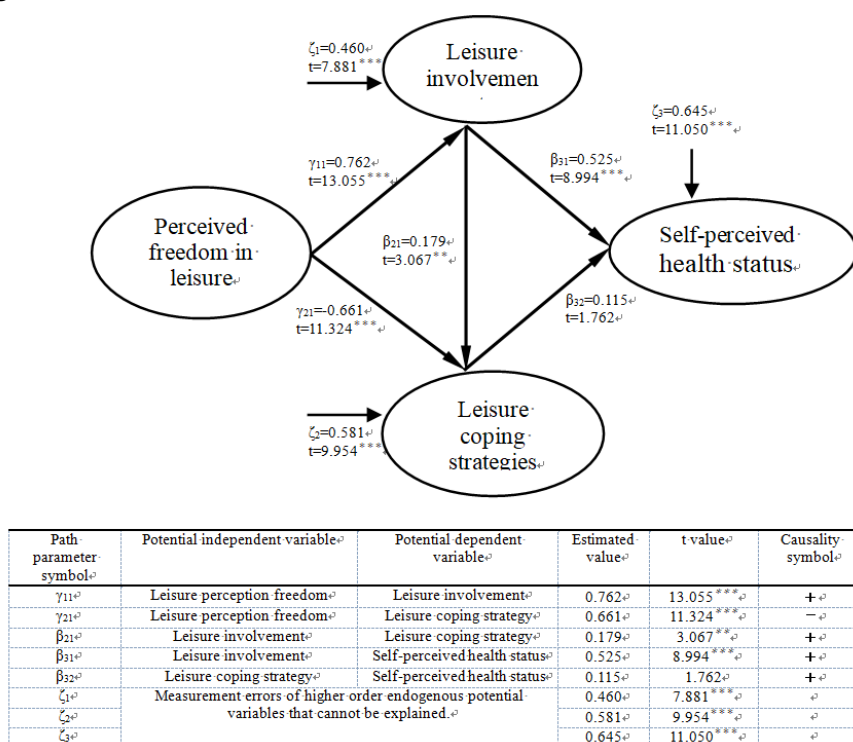 ζ1=0.460
t=7.881***
Leisure
involvemen
ζ3=0.645
t=11.050***
γ11=0.762
t=13.055***
β31=0.525
t=8.994***
Perceived
freedom in
leisure
β21=0.179
t=3.067**
Self-perceived
health status
γ21=-0.661
t=11.324***
β32=0.115
t=1.762
ζ2=0.581
t=9.954***
Leisure
coping
strategies
Path parameter symbol Potential independent variable Potential dependent variable Estimated value t value Causality symbol
γ11 Leisure perception freedom Leisure involvement 0.762 13.055*** +
γ21 Leisure perception freedom Leisure coping strategy 0.661 11.324*** −
β21 Leisure involvement Leisure coping strategy 0.179 3.067** +
β31 Leisure involvement Self-perceived health status 0.525 8.994*** +
β32 Leisure coping strategy Self-perceived health status 0.115 1.762 +
ζ1 Measurement errors of higher order endogenous potential variables that cannot be explained. 0.460 7.881***
ζ2 0.581 9.954***
ζ3 0.645 11.050***